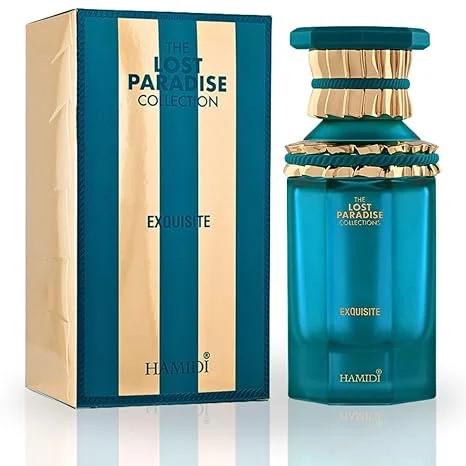 THE
LOST
PARADISE
COLLECTION
EXQUISITE
HAMIDI®
THE
LOST
PARADISE
COLLECTIONS
EXQUISITE
HAMIDI®